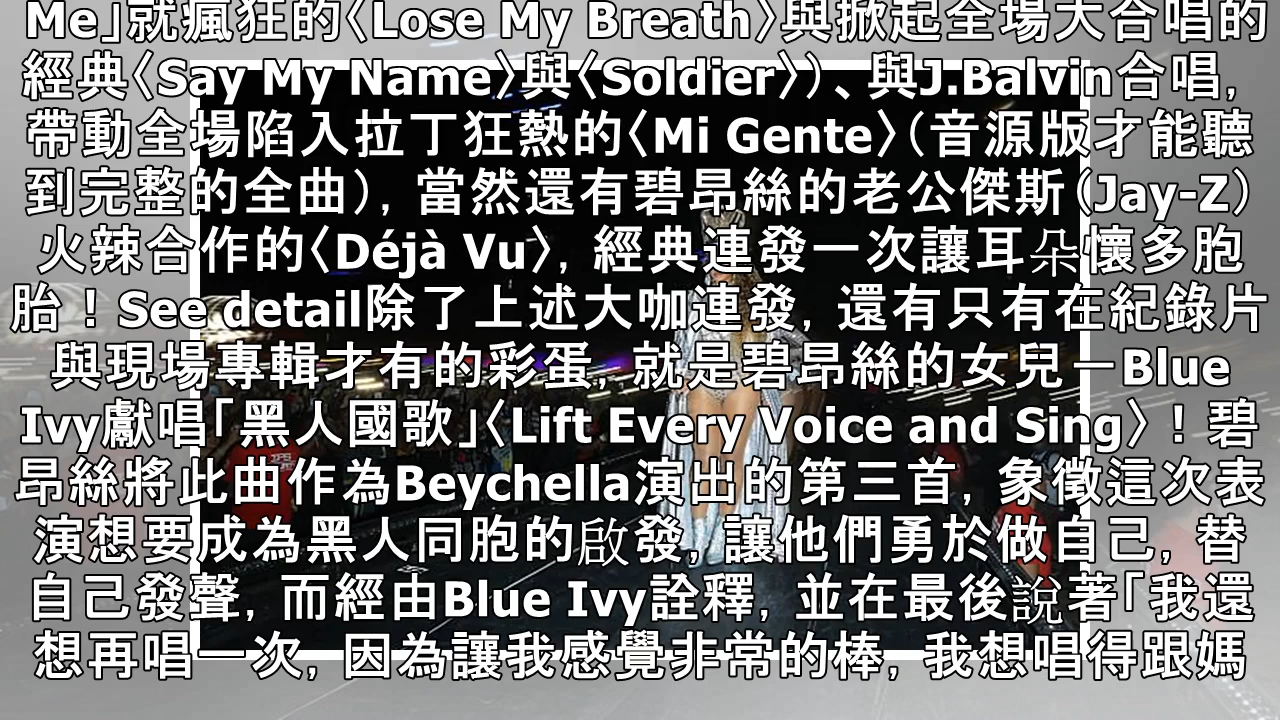 Me」就瘋狂的〈Lose My Breath〉與掀起全場大合唱的
經典〈Say My Name〉與〈Soldier〉)、與J.Balvin合唱,
帶動全場陷入拉丁狂熱的〈Mi Gente〉(音源版才能聽
到完整的全曲),當然還有碧昂絲的老公傑斯(Jay-Z)
火辣合作的〈Déjà Vu〉,經典連發一次讓耳朵懷多胞
胎!See detail除了上述大咖連發,還有只有在紀錄片
與現場專輯才有的彩蛋,就是碧昂絲的女兒－Blue
Ivy獻唱「黑人國歌」〈Lift Every Voice and Sing〉!碧
昂絲將此曲作為Beychella演出的第三首,象徵這次表
演想要成為黑人同胞的啟發,讓他們勇於做自己,替
自己發聲,而經由Blue Ivy詮釋,並在最後說著「我還
想再唱一次,因為讓我感覺非常的棒,我想唱得跟媽